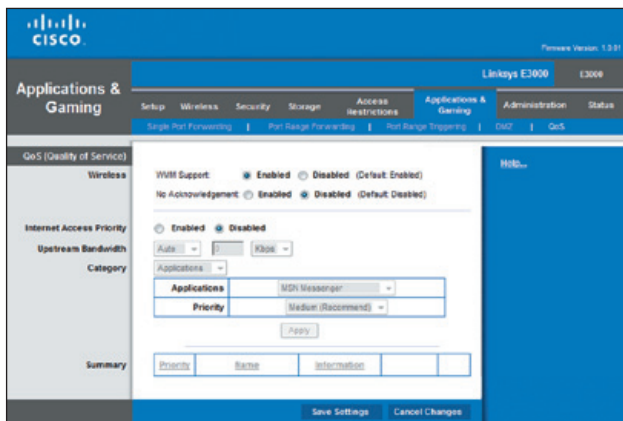 CISCO.
Firmware Version: 1.0.01
Applications & Gaming
Linksys E3000
E3000
Setup Wireless Security Storage Access Restrictions Applications & Gaming Administration Status
Single Port Forwarding | Port Range Forwarding | Port Range Triggering | DMZ | QoS
QoS (Quality of Service)
Help...
Wireless
WMM Support: Enabled Disabled (Default: Enabled)
No Acknowledgement: Enabled Disabled (Default: Disabled)
Internet Access Priority Enabled Disabled
Upstream Bandwidth Auto 0 Kbps
Category Applications
Applications MSN Messenger
Priority Medium (Recommend)
Apply
Summary Priority Name Information
Save Settings Cancel Changes